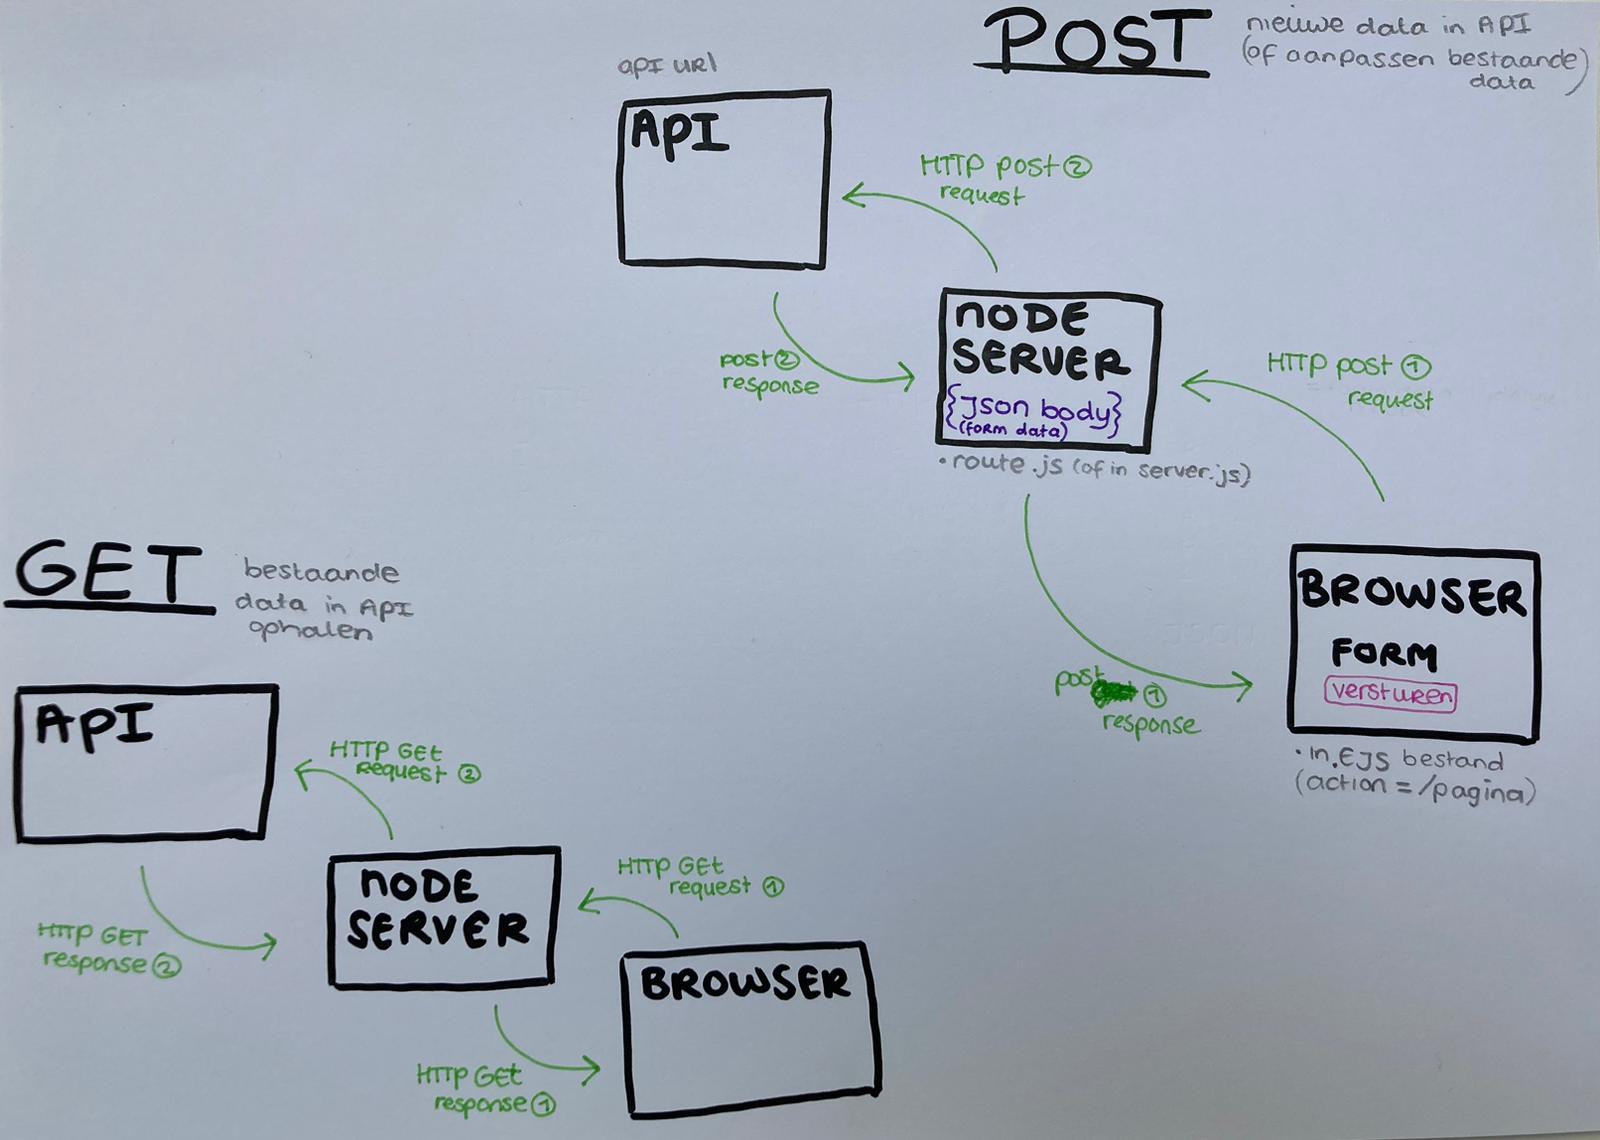 POST
nieuwe data in API
(of aanpassen bestaande)
data
api url
API
HTTP post ②
request
post ②
response
NODE
SERVER
{Json body}
(form data)
• route.js (of in server.js)
HTTP post ①
request
post ①
response
BROWSER
FORM
versturen
• in .EJS bestand
(action = /pagina)
GET
bestaande
data in API
ophalen
API
HTTP GEt
Request ②
HTTP GET
response ②
NODE
SERVER
HTTP GEt
request ①
HTTP GEt
response ①
BROWSER